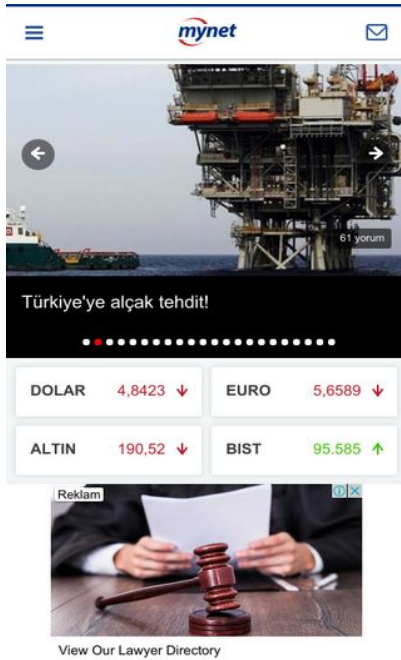 mynet
61 yorum
Türkiye'ye alçak tehdit!
DOLAR 4,8423
EURO 5,6589
ALTIN 190,52
BIST 95.585
Reklam
View Our Lawyer Directory